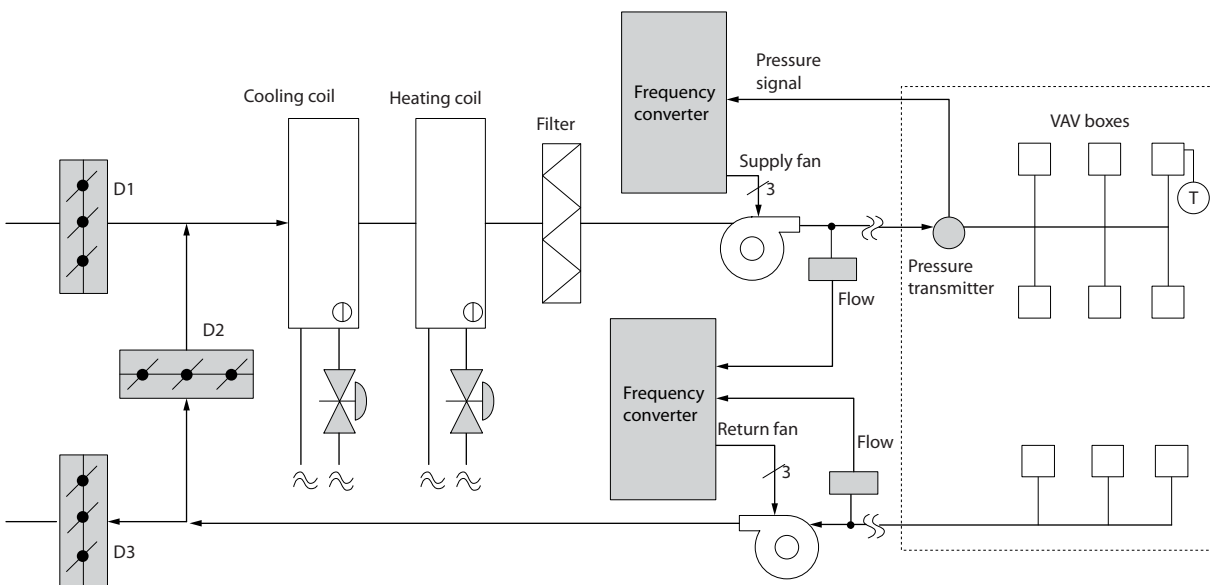 Frequency
converter
Pressure
signal
Cooling coil
Heating coil
Filter
VAV boxes
Supply fan
3
D1
T
Pressure
transmitter
Flow
D2
Frequency
converter
Return fan
Flow
3
D3